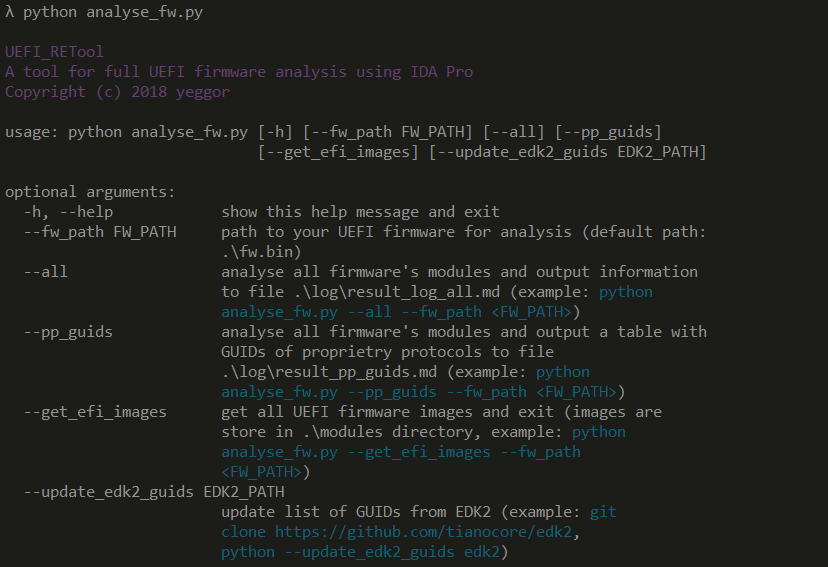 λ python analyse_fw.py
UEFI_RETool
A tool for full UEFI firmware analysis using IDA Pro
Copyright (c) 2018 yeggor
usage: python analyse_fw.py [-h] [--fw_path FW_PATH] [--all] [--pp_guids]
[--get_efi_images] [--update_edk2_guids EDK2_PATH]
optional arguments:
-h, --help show this help message and exit
--fw_path FW_PATH path to your UEFI firmware for analysis (default path:
.\fw.bin)
--all analyse all firmware's modules and output information
to file .\log\result_log_all.md (example: python
analyse_fw.py --all --fw_path <FW_PATH>)
--pp_guids analyse all firmware's modules and output a table with
GUIDs of proprietry protocols to file
.\log\result_pp_guids.md (example: python
analyse_fw.py --pp_guids --fw_path <FW_PATH>)
--get_efi_images get all UEFI firmware images and exit (images are
store in .\modules directory, example: python
analyse_fw.py --get_efi_images --fw_path
<FW_PATH>)
--update_edk2_guids EDK2_PATH
update list of GUIDs from EDK2 (example: git
clone https://github.com/tianocore/edk2,
python --update_edk2_guids edk2)